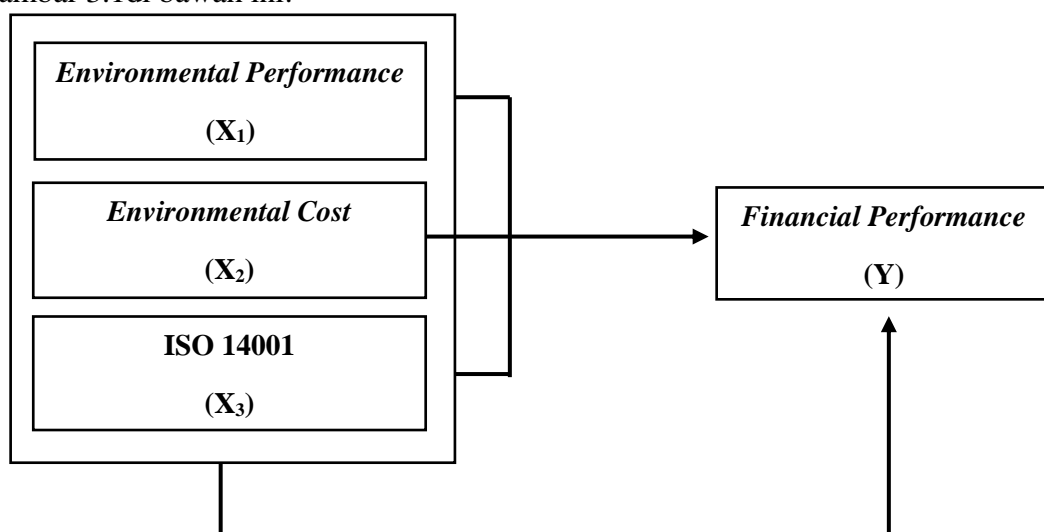 Environmental Performance
(X₁)
Environmental Cost
(X₂)
ISO 14001
(X₃)
Financial Performance
(Y)